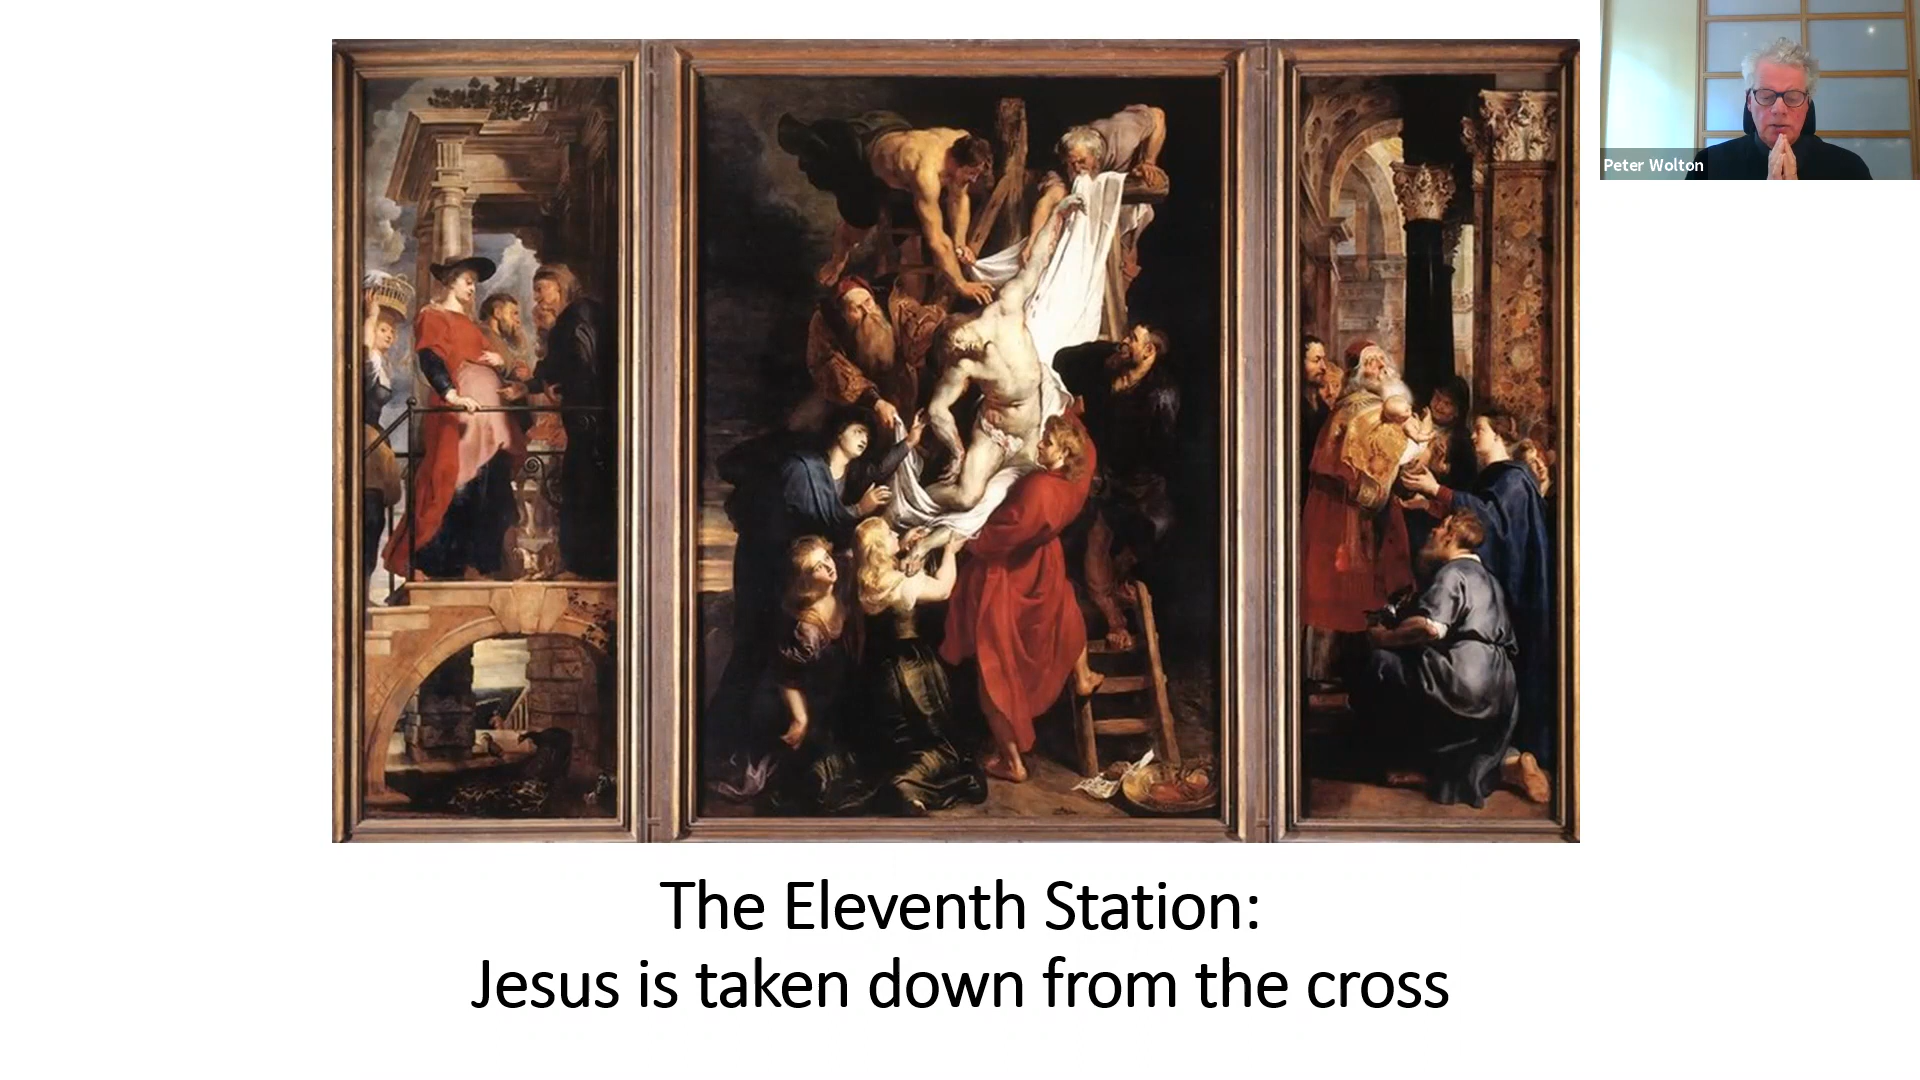 Peter Wolton
The Eleventh Station:
Jesus is taken down from the cross